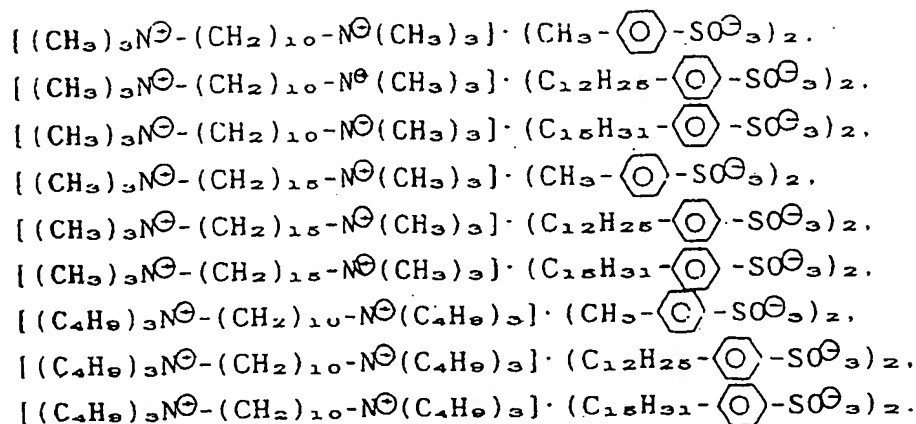 [(CH₃)₃N⊖-(CH₂)₁₀-N⊖(CH₃)₃]·(CH₃-⌬-SO⊖₃)₂.
[(CH₃)₃N⊖-(CH₂)₁₀-N⊖(CH₃)₃]·(C₁₂H₂₅-⌬-SO⊖₃)₂.
[(CH₃)₃N⊖-(CH₂)₁₀-N⊖(CH₃)₃]·(C₁₅H₃₁-⌬-SO⊖₃)₂,
[(CH₃)₃N⊖-(CH₂)₁₅-N⊖(CH₃)₃]·(CH₃-⌬-SO⊖₃)₂,
[(CH₃)₃N⊖-(CH₂)₁₅-N⊖(CH₃)₃]·(C₁₂H₂₅-⌬-SO⊖₃)₂.
[(CH₃)₃N⊖-(CH₂)₁₅-N⊖(CH₃)₃]·(C₁₅H₃₁-⌬-SO⊖₃)₂.
[(C₄H₉)₃N⊖-(CH₂)₁₀-N⊖(C₄H₉)₃]·(CH₃-⌬-SO⊖₃)₂,
[(C₄H₉)₃N⊖-(CH₂)₁₀-N⊖(C₄H₉)₃]·(C₁₂H₂₅-⌬-SO⊖₃)₂,
[(C₄H₉)₃N⊖-(CH₂)₁₀-N⊖(C₄H₉)₃]·(C₁₅H₃₁-⌬-SO⊖₃)₂.